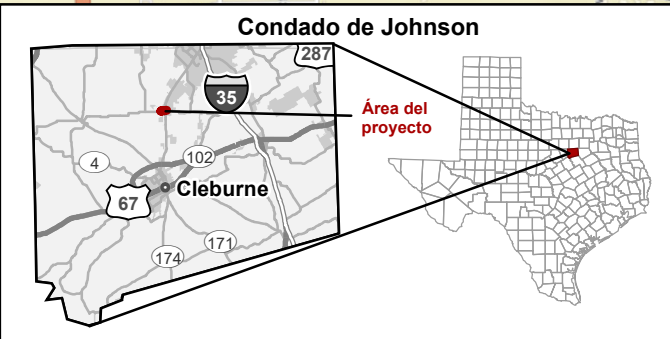 Condado de Johnson
287
35
Área del
proyecto
4
102
Cleburne
67
171
174